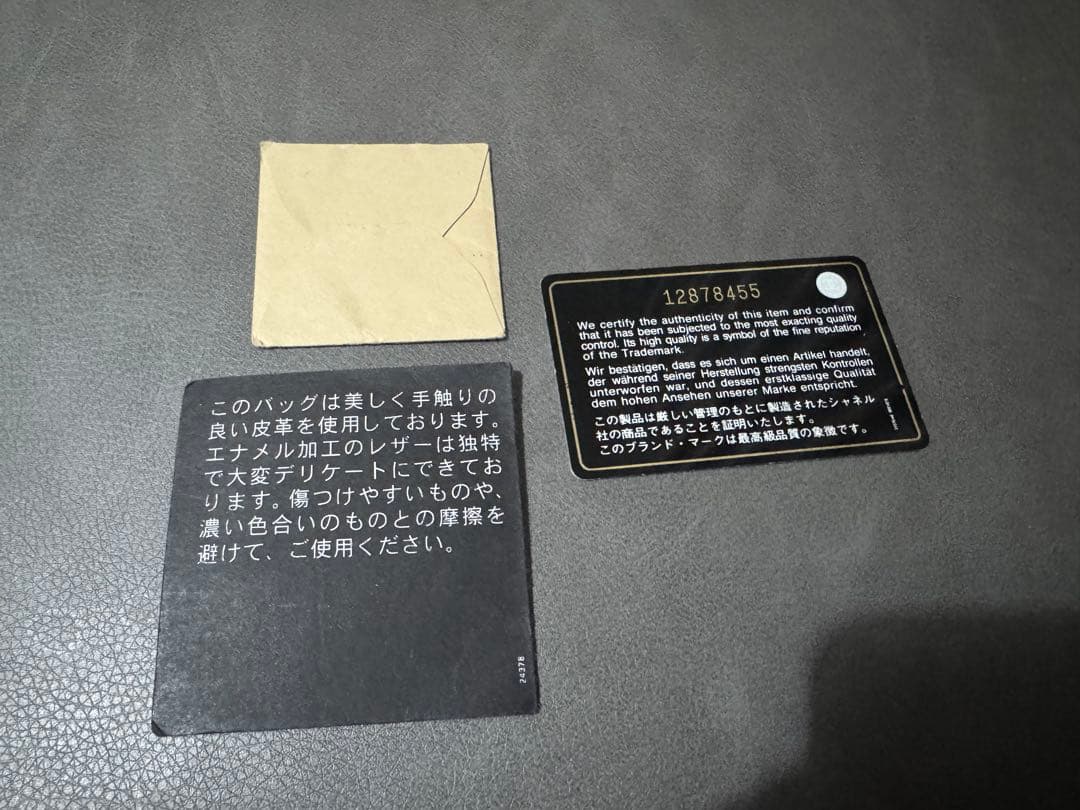 このバッグは美しく手触りの
良い皮革を使用しております。
エナメル加工のレザーは独特
で大変デリケートにできてお
ります。傷つけやすいものや、
濃い色合いのものとの摩擦を
避けて、ご使用ください。
24378
12878455
We certify the authenticity of this item and confirm
that it has been subjected to the most exacting quality
control. Its high quality is a symbol of the fine reputation
of the Trademark.
Wir bestätigen, dass es sich um einen Artikel handelt,
der während seiner Herstellung strengsten Kontrollen
unterworfen war, und dessen erstklassige Qualität
dem hohen Ansehen unserer Marke entspricht.
この製品は厳しい管理のもとに製造されたシャネル
社の商品であることを証明いたします。
このブランド・マークは最高級品質の象徴です。